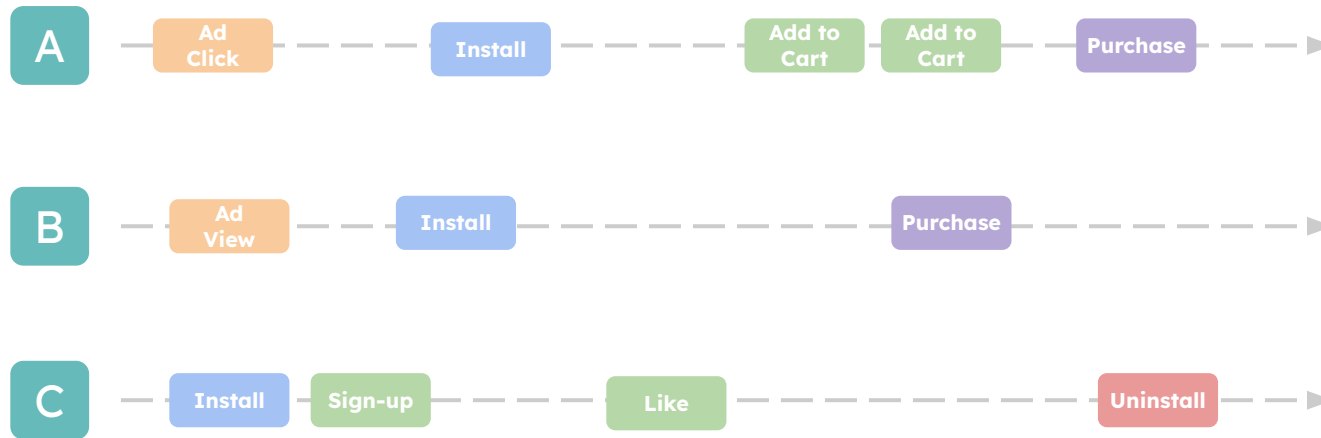 A
Ad
Click
Install
Add to
Cart
Add to
Cart
Purchase
B
Ad
View
Install
Purchase
C
Install
Sign-up
Like
Uninstall